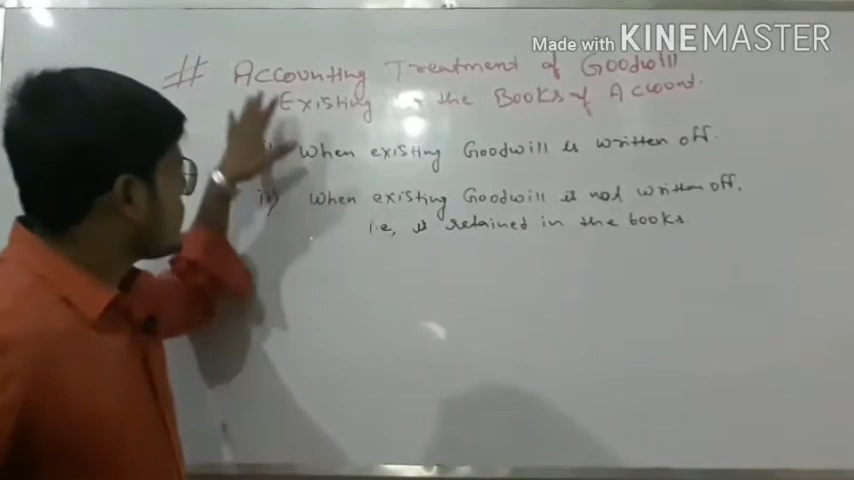 Made with KINEMASTER
# Accounting Treatment of Goodwill
Existing the Books of Account.
When existing Goodwill is written off.
ii) When existing Goodwill is not written off.
i.e, is retained in the books